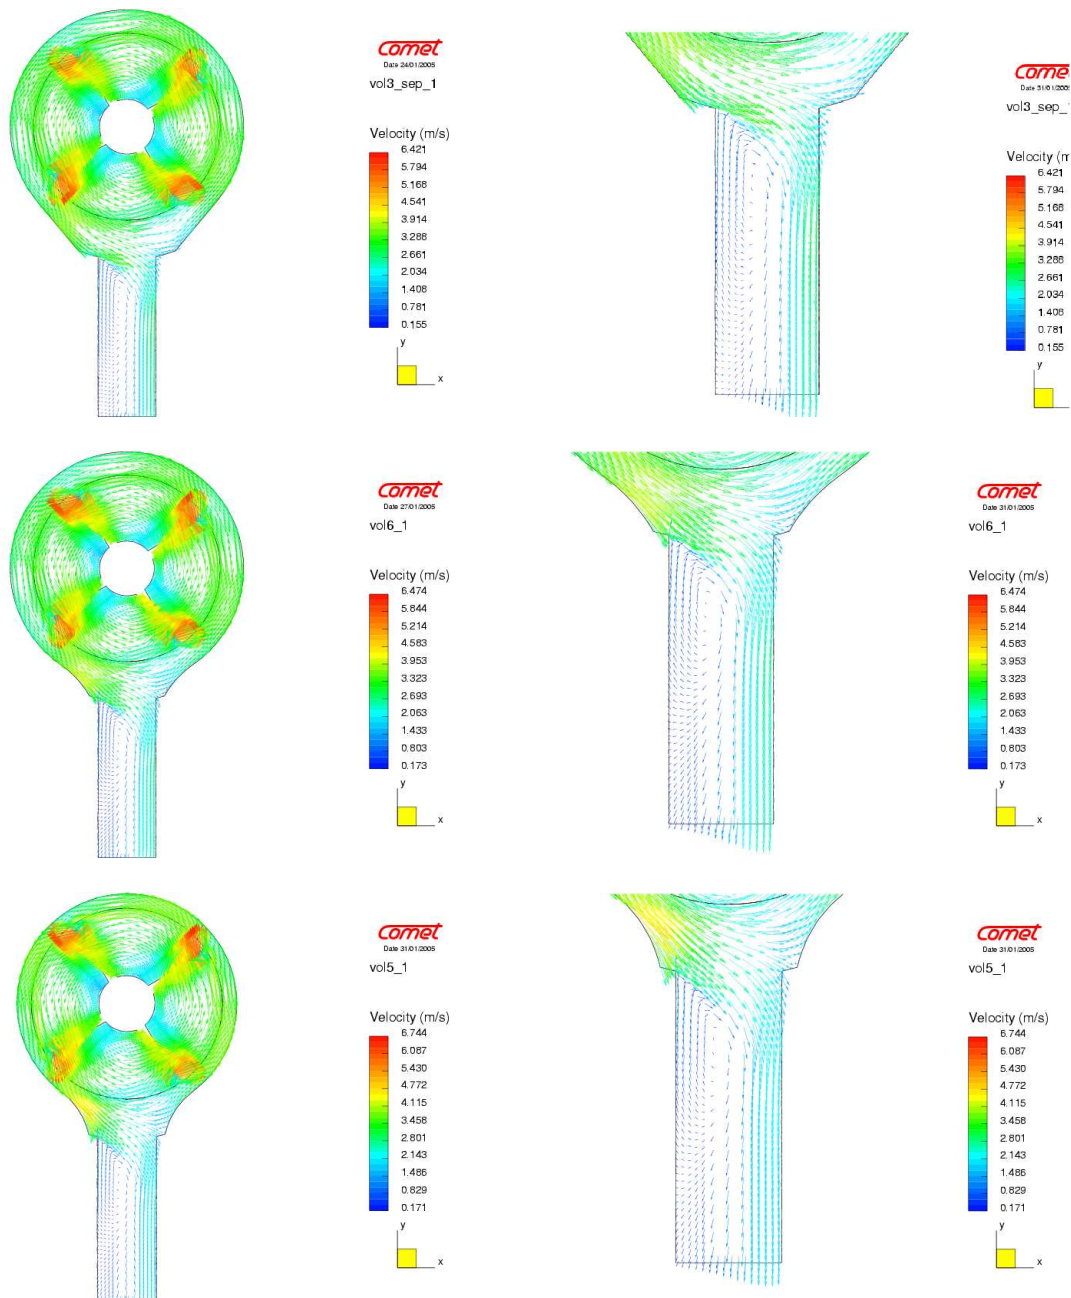 comet
Date 24/01/2005
vol3_sep_1
Velocity (m/s)
6.421
5.794
5.168
4.541
3.914
3.288
2.661
2.034
1.408
0.781
0.155
y
x
Come
Date 31/01/2005
vol3_sep_1
Velocity (m
6.421
5.794
5.168
4.541
3.914
3.288
2.661
2.034
1.408
0.781
0.155
y
comet
Date 27/01/2005
vol6_1
Velocity (m/s)
6.474
5.844
5.214
4.583
3.953
3.323
2.693
2.063
1.433
0.803
0.173
y
x
comet
Date 31/01/2005
vol6_1
Velocity (m/s)
6.474
5.844
5.214
4.583
3.953
3.323
2.693
2.063
1.433
0.803
0.173
y
x
comet
Date 31/01/2005
vol5_1
Velocity (m/s)
6.744
6.087
5.430
4.772
4.115
3.458
2.801
2.143
1.486
0.829
0.171
y
x
comet
Date 31/01/2005
vol5_1
Velocity (m/s)
6.744
6.087
5.430
4.772
4.115
3.458
2.801
2.143
1.486
0.829
0.171
y
x